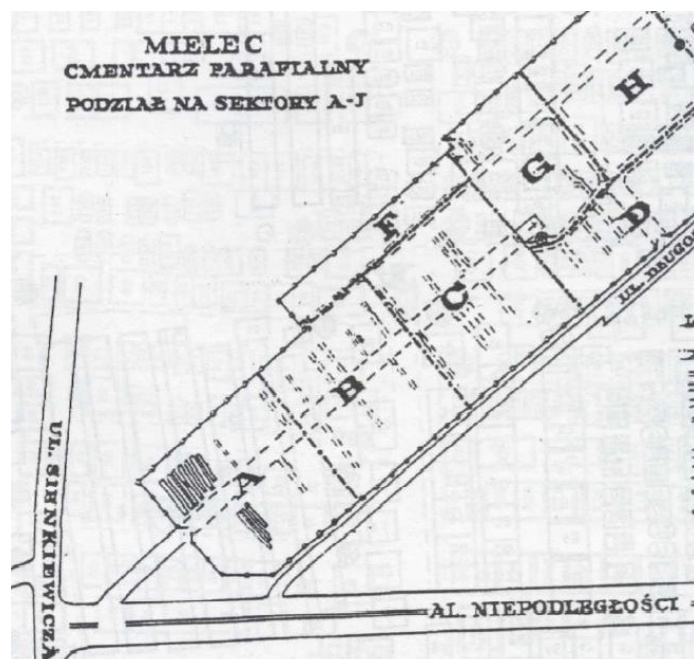 MIELEC
CMENTARZ PARAFIALNY
PODZIAŁ NA SEKTORY A-J
H
G
F
D
C
B
A
UL. SIENKIEWICZA
AL. NIEPODLEGŁOŚCI